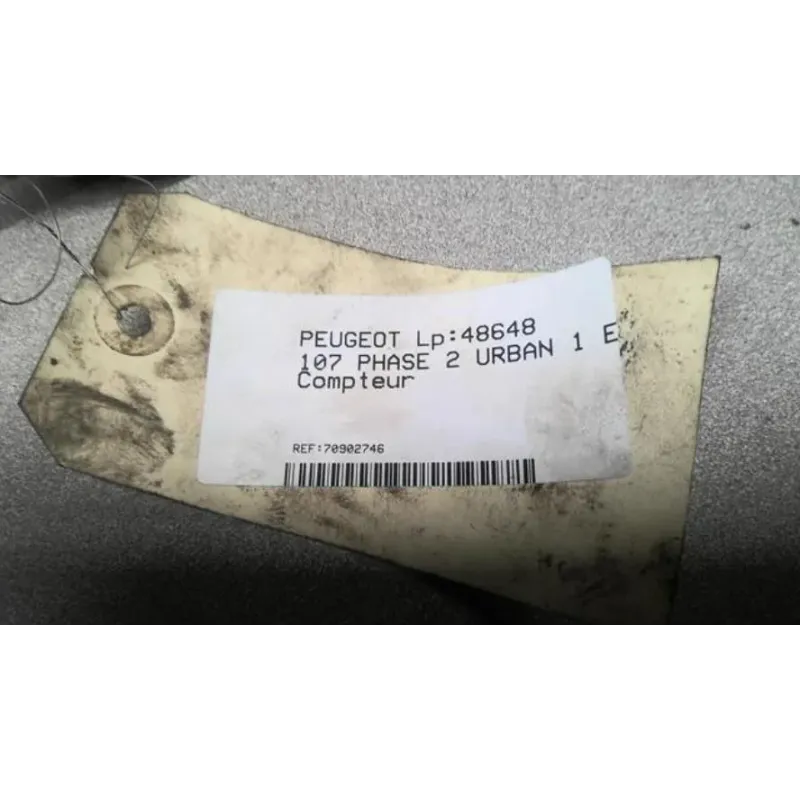 PEUGEOT Lp:48648
107 PHASE 2 URBAN 1 E
Compteur
REF:70902746